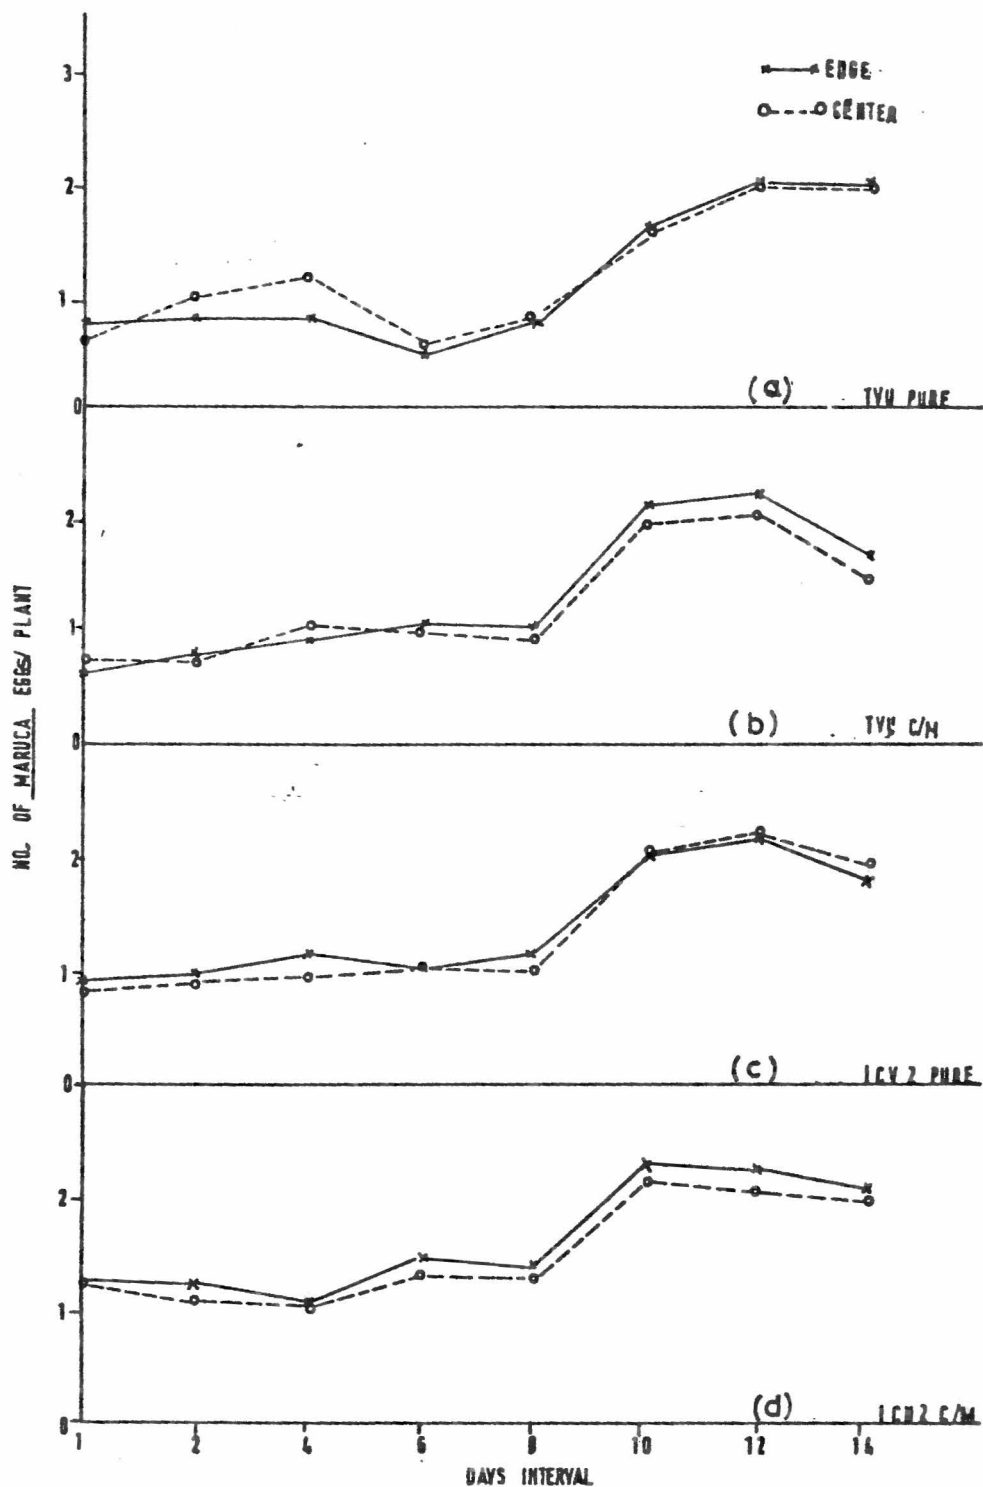 EDGE
CENTER
3
2
1
0
(a) TVU PURE
2
1
0
(b) C/M
2
1
0
(c) ICV 2 PURE
2
1
0
(d) C/M
1 2 4 6 8 10 12 14
DAYS INTERVAL
NO. OF MARUCA EGGs/ PLANT